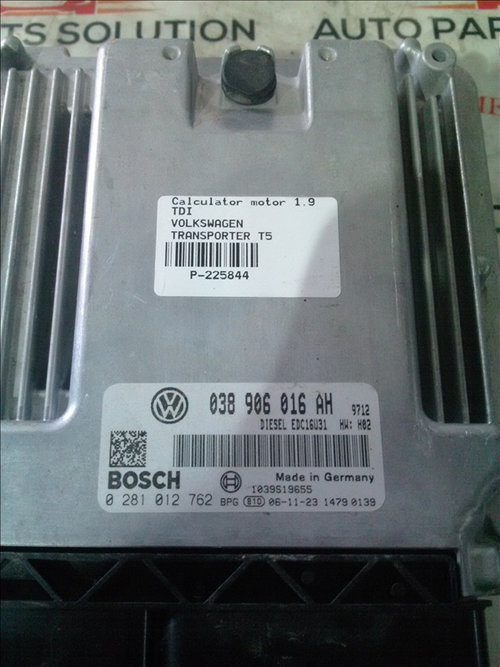 TS SOLUTION
AUTO PAR
Calculator motor 1.9
TDI
VOLKSWAGEN
TRANSPORTER T5
P-225844
038 906 016 AH 9712
DIESEL EDC16U31 HW: H02
BOSCH
Made in Germany
1039S19655
0 281 012 762 BPG 810 06-11-23 1479 0139